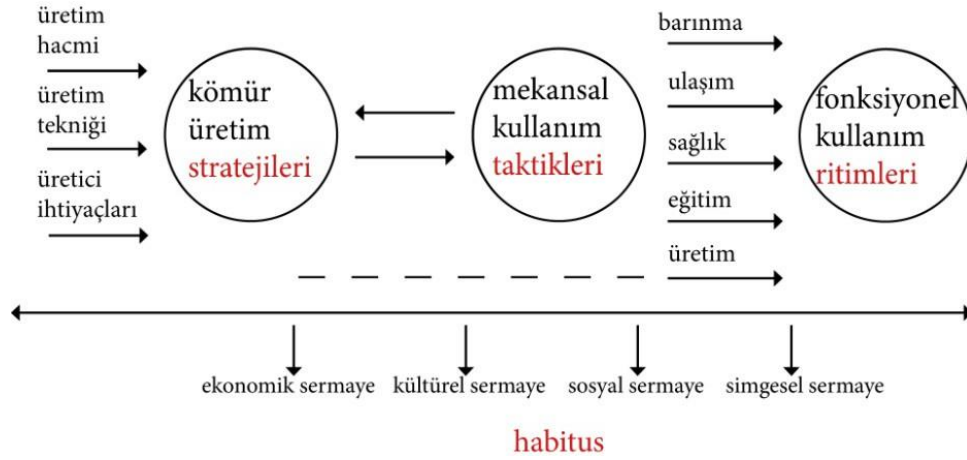 üretim
hacmi
üretim
tekniği
üretici
ihtiyaçları
kömür
üretim
stratejileri
mekansal
kullanım
taktikleri
barınma
ulaşım
sağlık
eğitim
üretim
fonksiyonel
kullanım
ritimleri
ekonomik sermaye kültürel sermaye sosyal sermaye simgesel sermaye
habitus